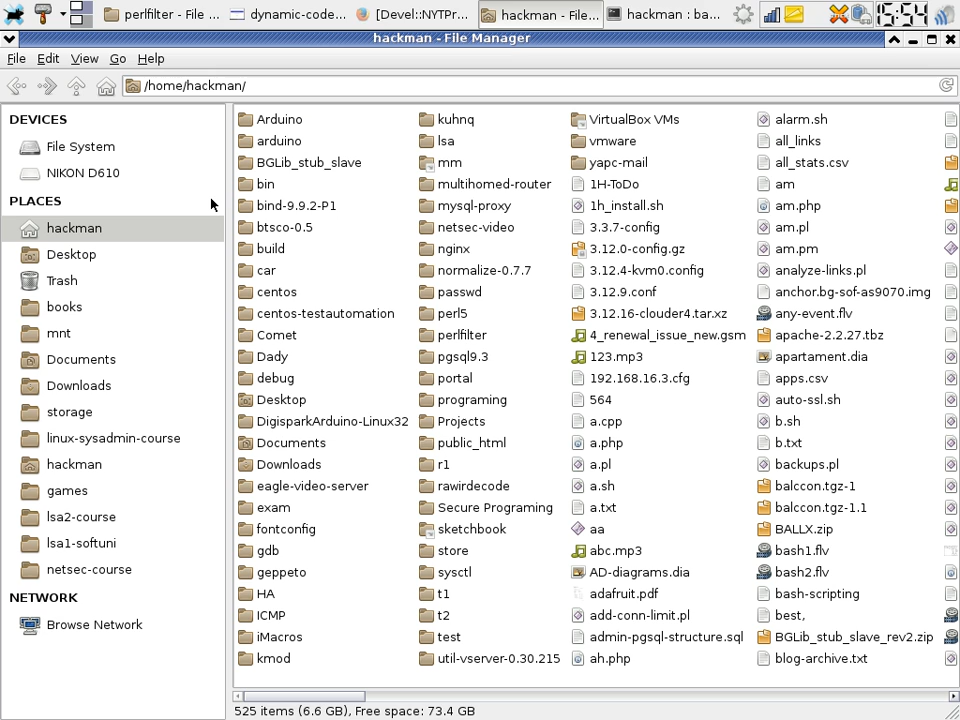 perlfilter - File ...
dynamic-code...
[Devel::NYTPr...
hackman - File...
hackman : ba...
15:54
hackman - File Manager
File Edit View Go Help
/home/hackman/
DEVICES
File System
NIKON D610
PLACES
hackman
Desktop
Trash
books
mnt
Documents
Downloads
storage
linux-sysadmin-course
hackman
games
lsa2-course
lsa1-softuni
netsec-course
NETWORK
Browse Network
Arduino
arduino
BGLib_stub_slave
bin
bind-9.9.2-P1
btsco-0.5
build
car
centos
centos-testautomation
Comet
Dady
debug
Desktop
DigisparkArduino-Linux32
Documents
Downloads
eagle-video-server
exam
fontconfig
gdb
geppeto
HA
ICMP
iMacros
kmod
kuhnq
lsa
mm
multihomed-router
mysql-proxy
netsec-video
nginx
normalize-0.7.7
passwd
perl5
perlfilter
pgsql9.3
portal
programing
Projects
public_html
r1
rawirdecode
Secure Programing
sketchbook
store
sysctl
t1
t2
test
util-vserver-0.30.215
VirtualBox VMs
vmware
yapc-mail
1H-ToDo
1h_install.sh
3.3.7-config
3.12.0-config.gz
3.12.4-kvm0.config
3.12.9.conf
3.12.16-clouder4.tar.xz
4_renewal_issue_new.gsm
123.mp3
192.168.16.3.cfg
564
a.cpp
a.php
a.pl
a.sh
a.txt
aa
abc.mp3
AD-diagrams.dia
adafruit.pdf
add-conn-limit.pl
admin-pgsql-structure.sql
ah.php
alarm.sh
all_links
all_stats.csv
am
am.php
am.pl
am.pm
analyze-links.pl
anchor.bg-sof-as9070.img
any-event.flv
apache-2.2.27.tbz
apartament.dia
apps.csv
auto-ssl.sh
b.sh
b.txt
backups.pl
balccon.tgz-1
balccon.tgz-1.1
BALLX.zip
bash1.flv
bash2.flv
bash-scripting
best,
BGLib_stub_slave_rev2.zip
blog-archive.txt
525 items (6.6 GB), Free space: 73.4 GB